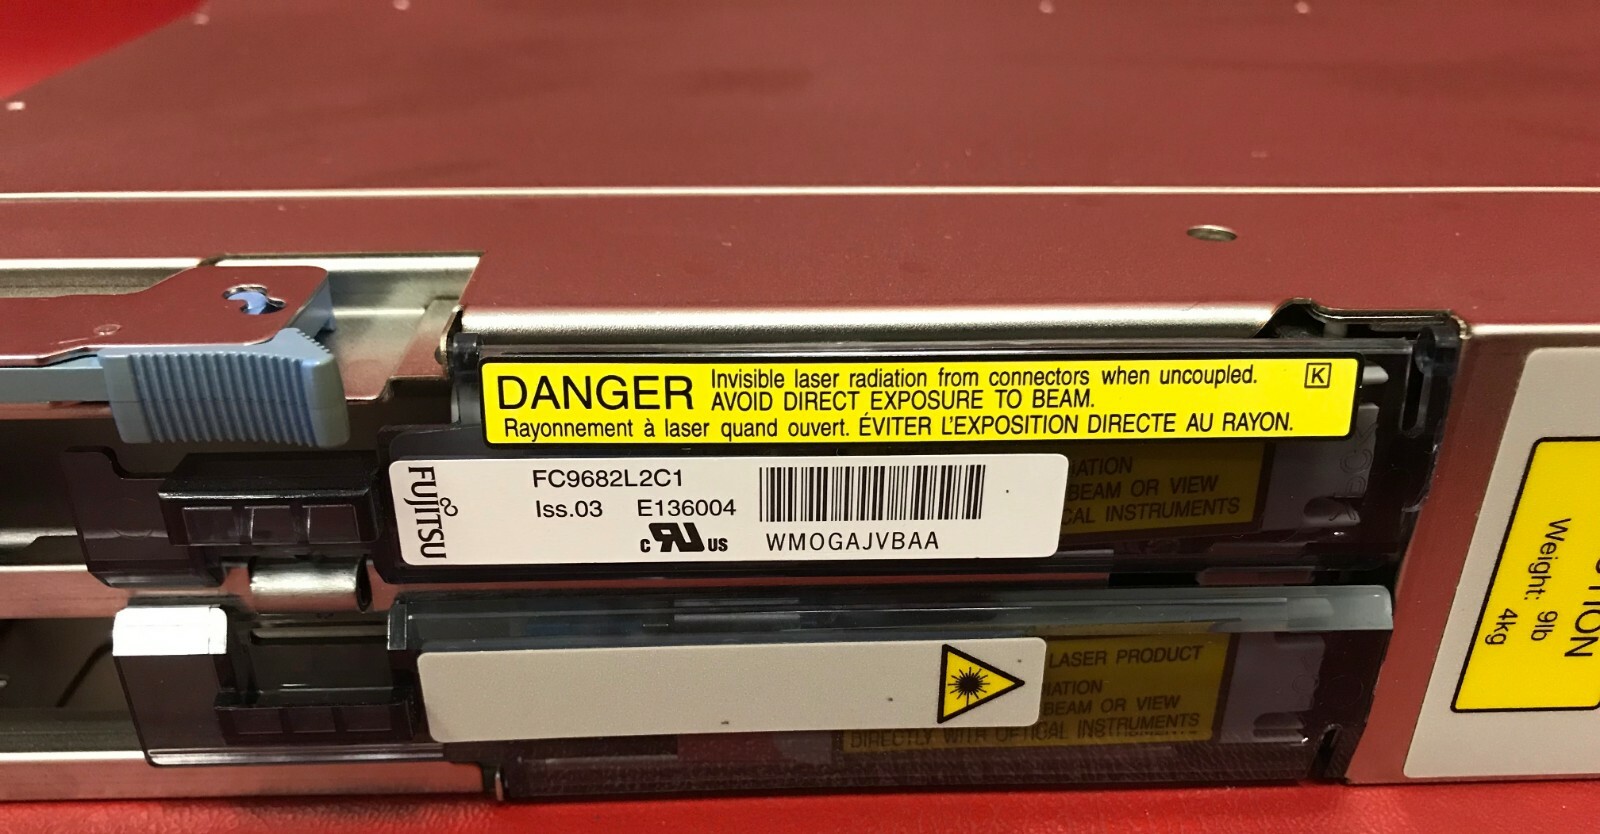 DANGER Invisible laser radiation from connectors when uncoupled. K
AVOID DIRECT EXPOSURE TO BEAM.
Rayonnement à laser quand ouvert. ÉVITER L'EXPOSITION DIRECTE AU RAYON.
FUJITSU
FC9682L2C1
Iss.03 E136004
c RU US
WMOGAJVBAA
BEAM OR VIEW
INSTRUMENTS
LASER PRODUCT
BEAM OR VIEW
DIRECTLY WITH OPTICAL INSTRUMENTS
Weight: 9lb
4kg